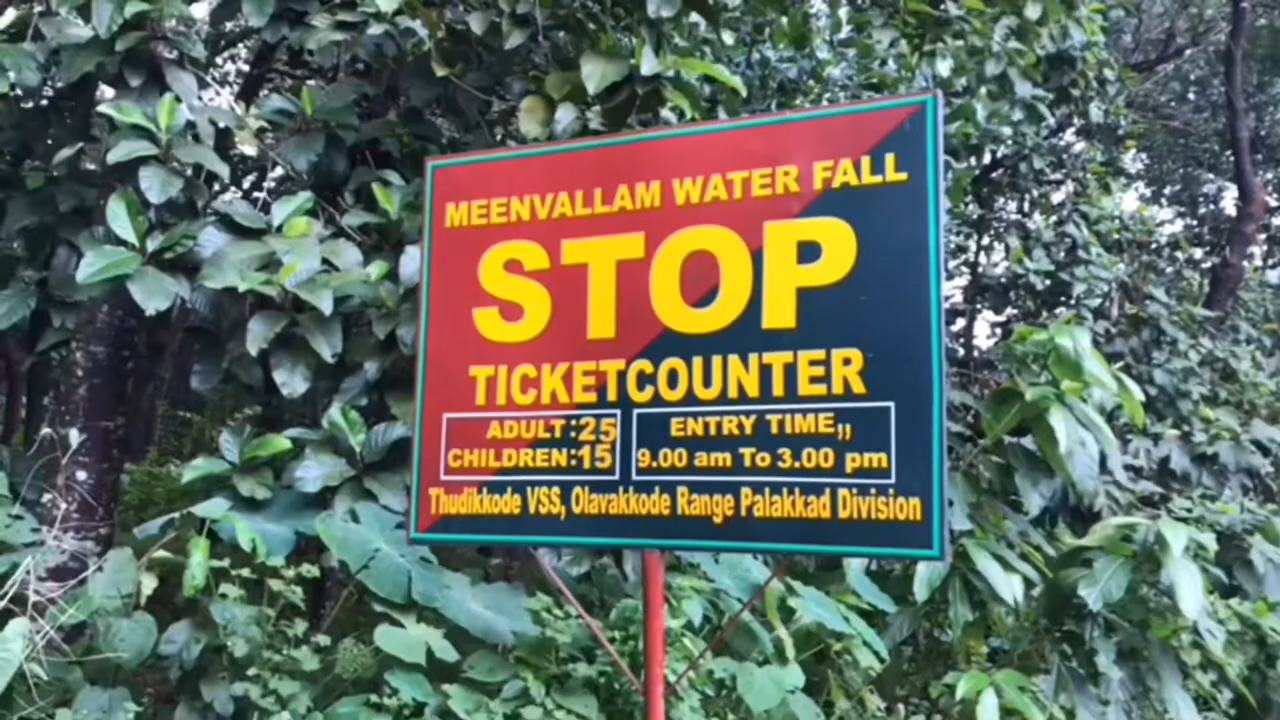 MEENVALLAM WATER FALL
STOP
TICKETCOUNTER
ADULT:25
CHILDREN:15
ENTRY TIME,,
9.00 am To 3.00 pm
Thudikkode VSS, Olavakkode Range Palakkad Division